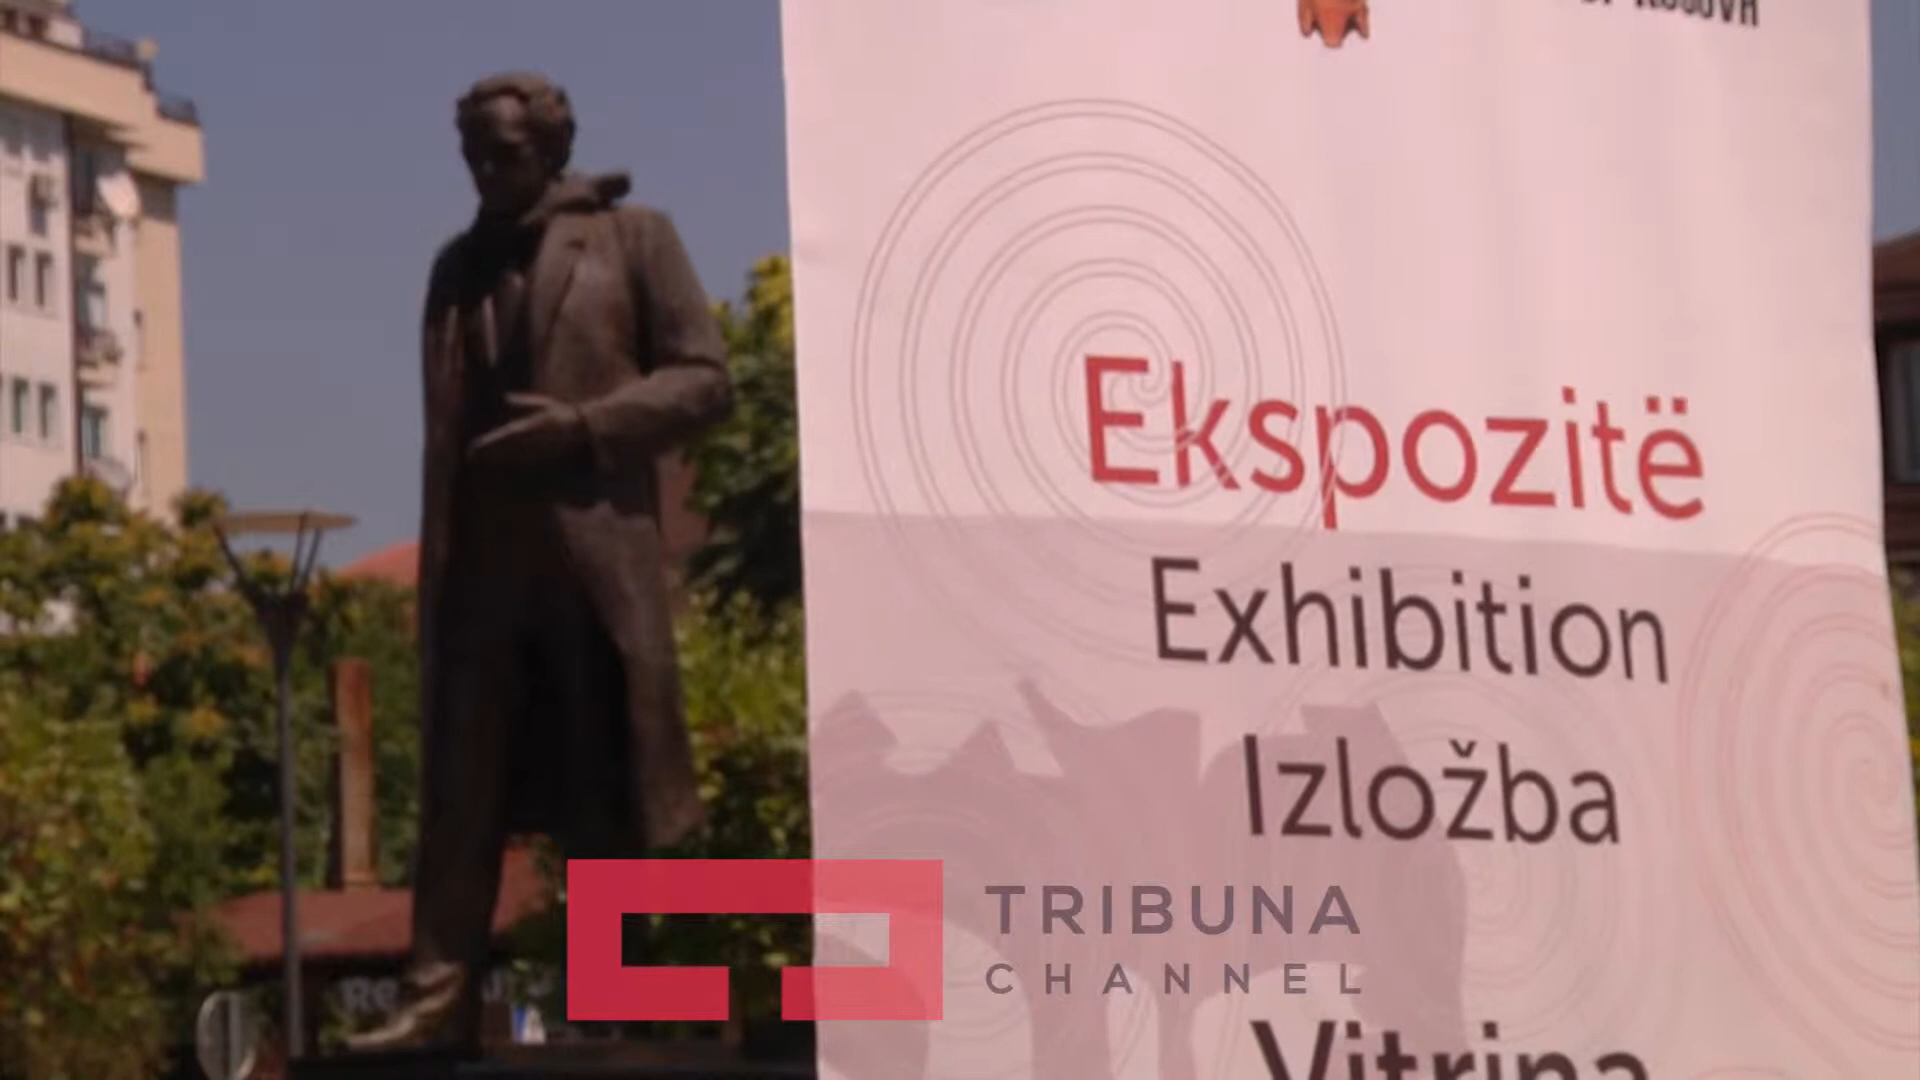 Ekspozitë
Exhibition
Izložba
Vitrina
TRIBUNA
CHANNEL